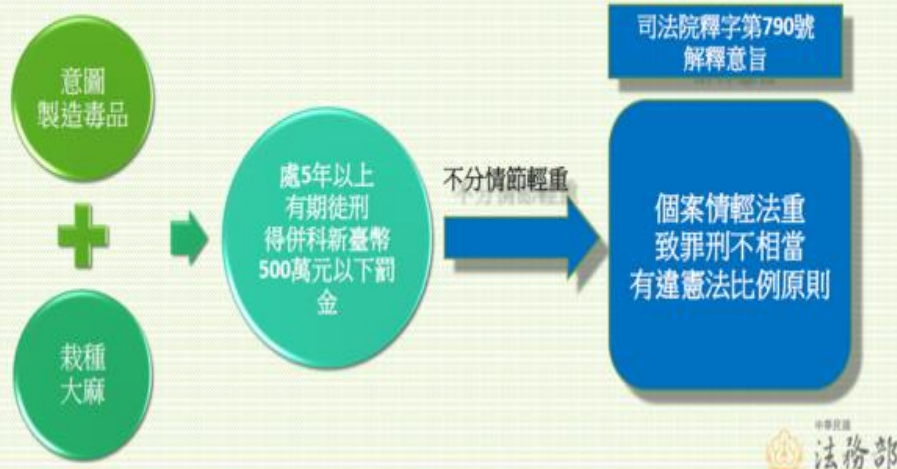 意圖
製造毒品
栽種
大麻
處5年以上
有期徒刑
得併科新臺幣
500萬元以下罰
金
不分情節輕重
司法院釋字第790號
解釋意旨
個案情輕法重
致罪刑不相當
有違憲法比例原則
中華民國
法務部